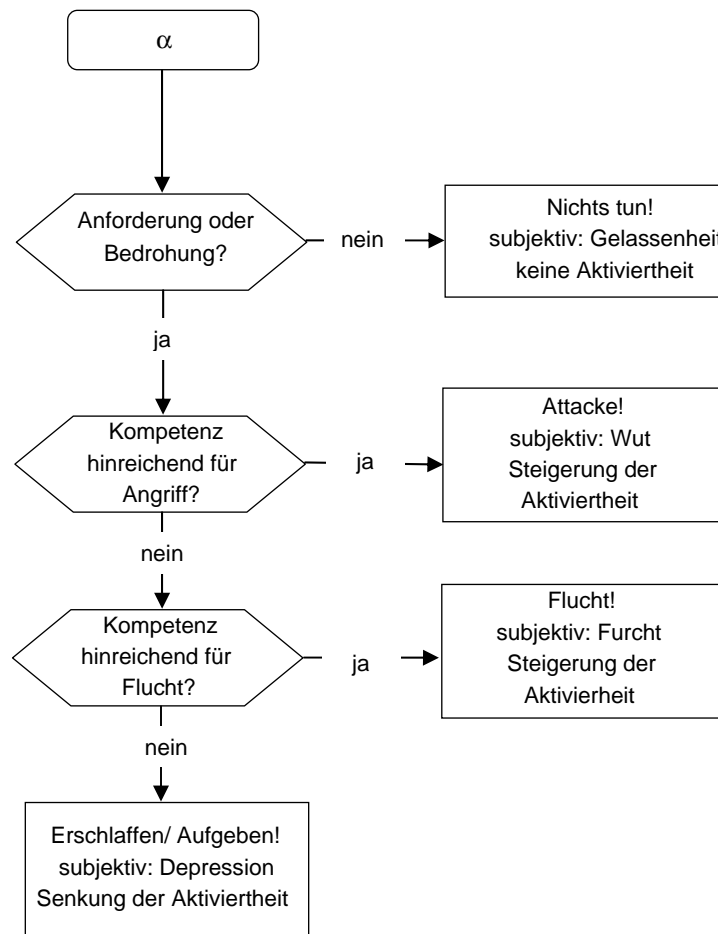 α
Anforderung oder
Bedrohung?
nein
Nichts tun!
subjektiv: Gelassenheit
keine Aktiviertheit
ja
Kompetenz
hinreichend für
Angriff?
ja
Attacke!
subjektiv: Wut
Steigerung der
Aktiviertheit
nein
Kompetenz
hinreichend für
Flucht?
ja
Flucht!
subjektiv: Furcht
Steigerung der
Aktivierheit
nein
Erschlaffen/ Aufgeben!
subjektiv: Depression
Senkung der Aktiviertheit